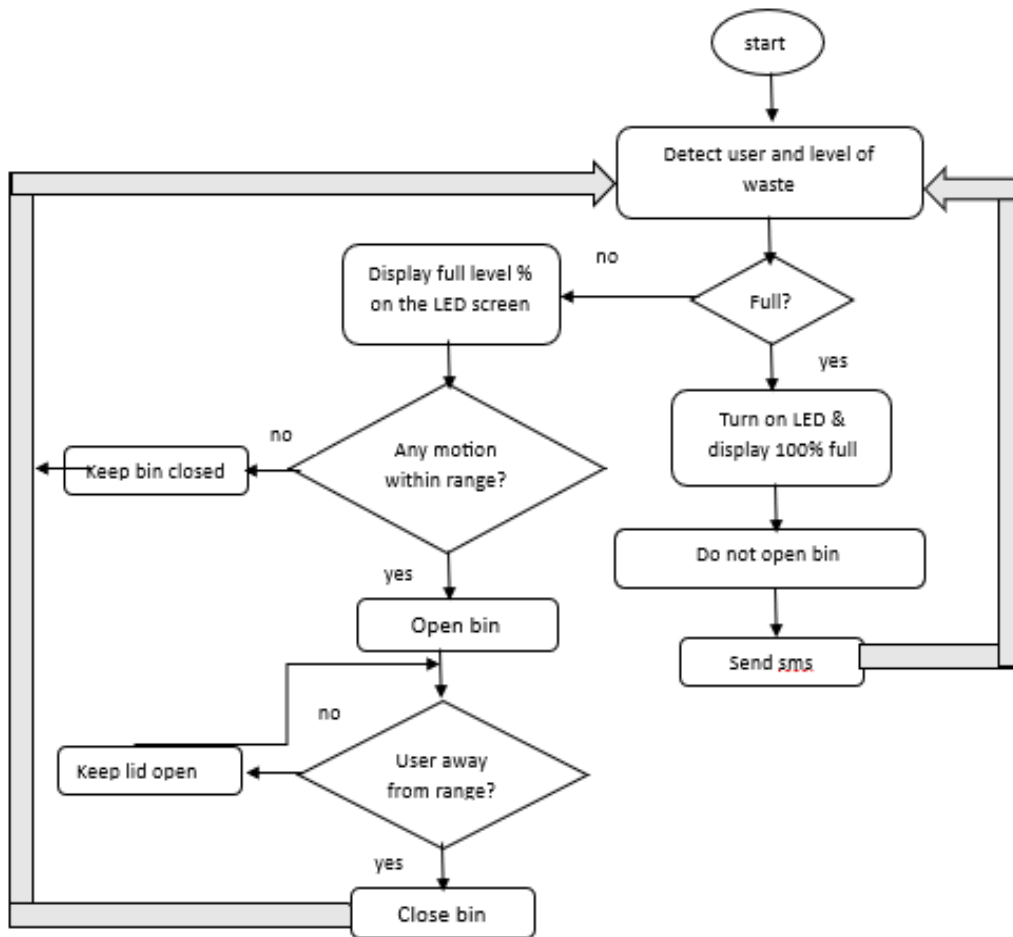 start
Detect user and level of
waste
no
Display full level %
on the LED screen
Full?
yes
Turn on LED &
display 100% full
no
Any motion
within range?
Keep bin closed
Do not open bin
yes
Open bin
Send sms
no
User away
from range?
Keep lid open
yes
Close bin